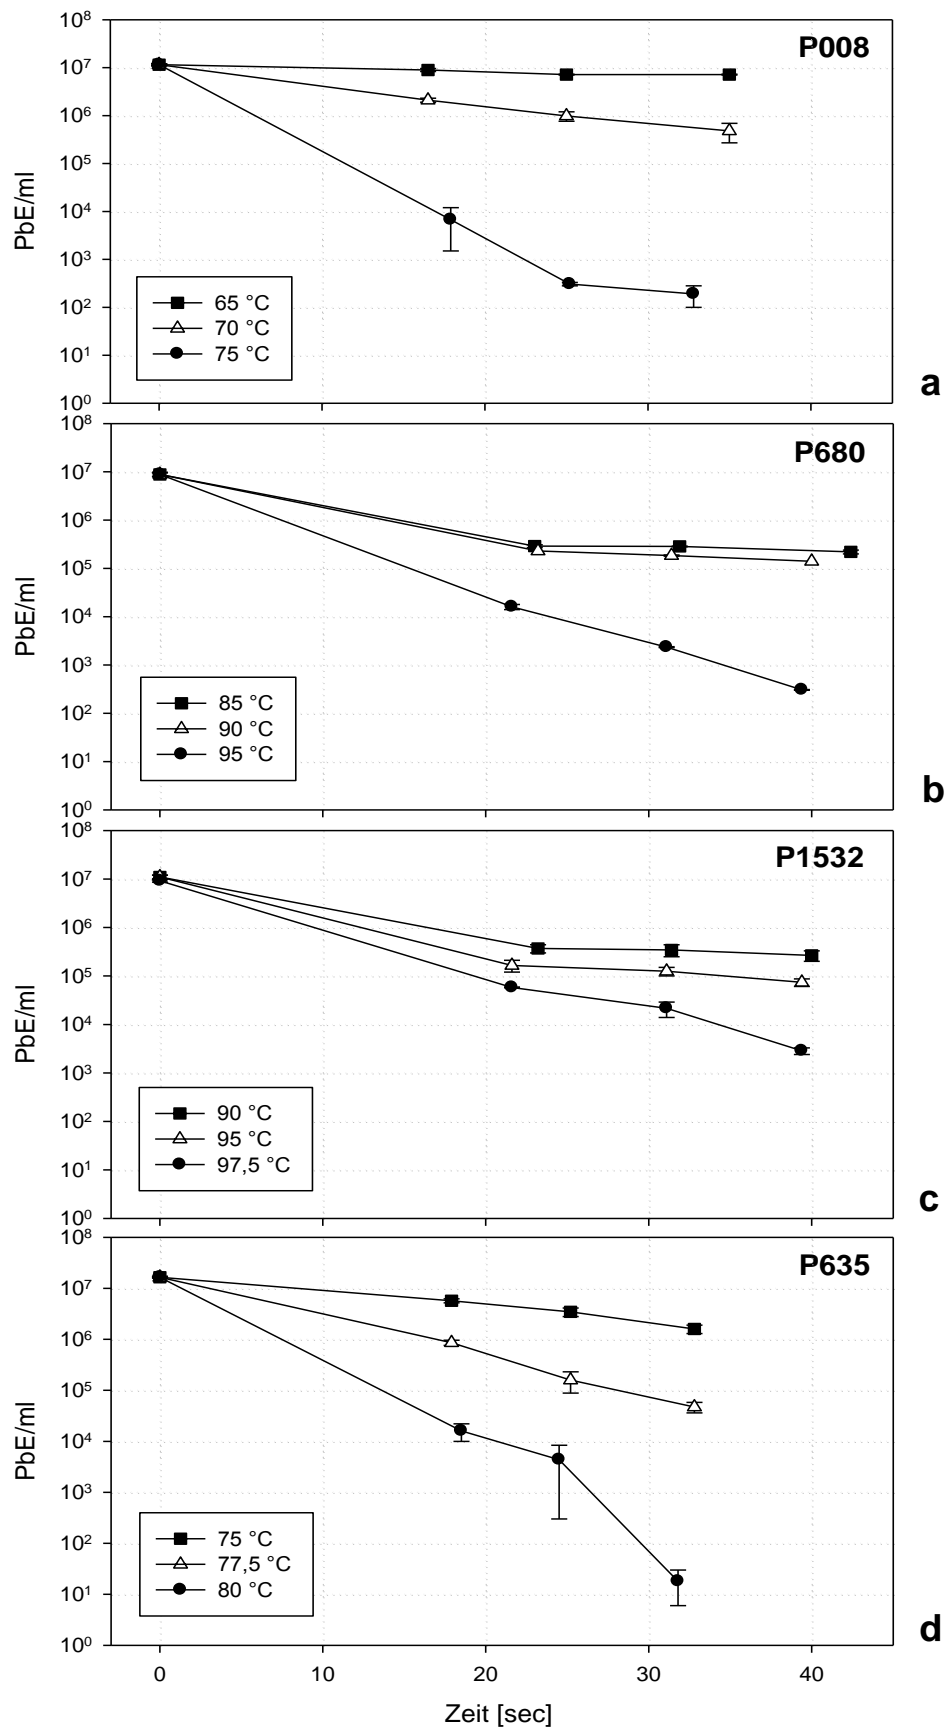 10⁸
P008
10⁷
10⁶
10⁵
PbE/ml
10⁴
10³
65 °C
10²
70 °C
75 °C
10¹
a
10⁰
10⁸
P680
10⁷
10⁶
10⁵
PbE/ml
10⁴
10³
85 °C
10²
90 °C
95 °C
10¹
b
10⁰
10⁸
P1532
10⁷
10⁶
10⁵
PbE/ml
10⁴
10³
90 °C
10²
95 °C
97,5 °C
10¹
c
10⁰
10⁸
P635
10⁷
10⁶
10⁵
PbE/ml
10⁴
10³
75 °C
10²
77,5 °C
80 °C
10¹
d
10⁰
0 10 20 30 40
Zeit [sec]